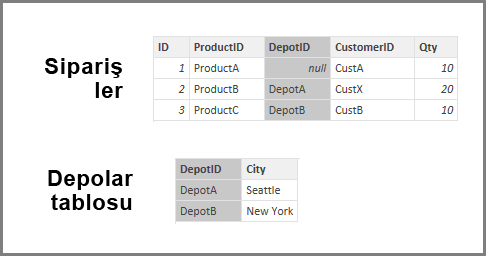 Sipariş
ler
ID ProductID DepotID CustomerID Qty
1 ProductA null CustA 10
2 ProductB DepotA CustX 20
3 ProductC DepotB CustB 10
Depolar
tablosu
DepotID City
DepotA Seattle
DepotB New York